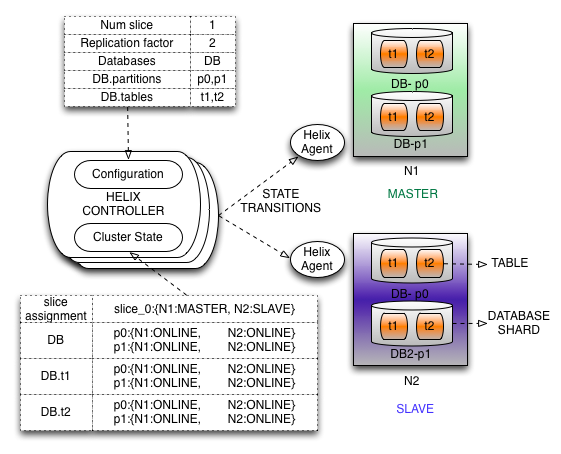 Num slice 1
Replication factor 2
Databases DB
DB.partitions p0,p1
DB.tables t1,t2
Configuration
HELIX
CONTROLLER
Cluster State
Helix
Agent
STATE
TRANSITIONS
Helix
Agent
t1 t2
DB- p0
t1 t2
DB-p1
N1
MASTER
t1 t2
DB- p0
t1 t2
DB2-p1
N2
SLAVE
TABLE
DATABASE
SHARD
slice
assignment
slice_0:{N1:MASTER, N2:SLAVE}
DB
p0:{N1:ONLINE, N2:ONLINE}
p1:{N1:ONLINE, N2:ONLINE}
DB.t1
p0:{N1:ONLINE, N2:ONLINE}
p1:{N1:ONLINE, N2:ONLINE}
DB.t2
p0:{N1:ONLINE, N2:ONLINE}
p1:{N1:ONLINE, N2:ONLINE}